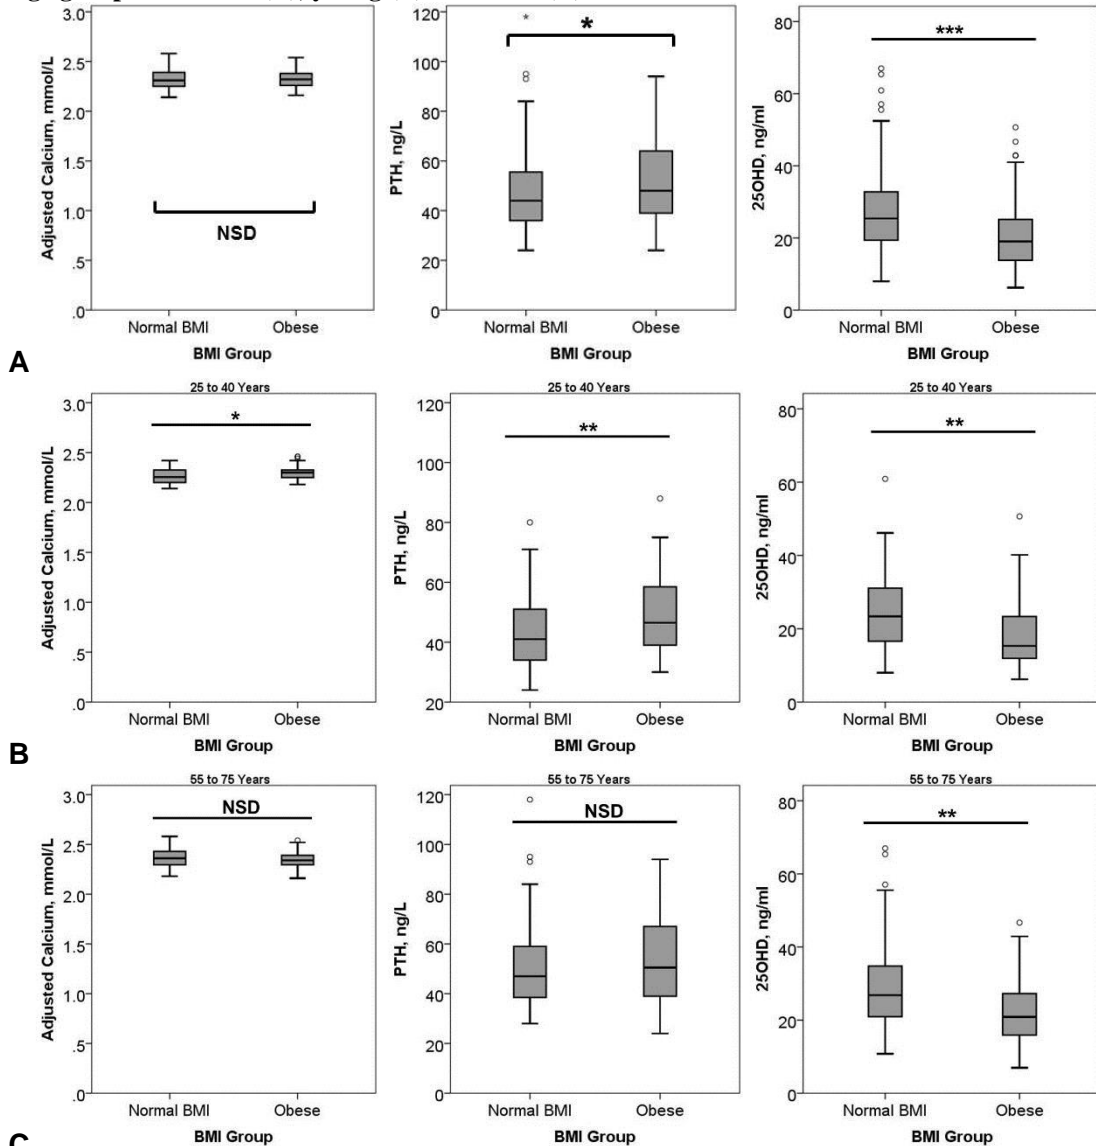 3.0
2.5
2.0
1.5
1.0
.5
.0
Adjusted Calcium, mmol/L
NSD
Normal BMI
Obese
BMI Group
120
100
80
60
40
20
0
PTH, ng/L
*
*
Normal BMI
Obese
BMI Group
80
60
40
20
0
25OHD, ng/ml
***
Normal BMI
Obese
BMI Group
A
25 to 40 Years
3.0
2.5
2.0
1.5
1.0
.5
.0
Adjusted Calcium, mmol/L
*
Normal BMI
Obese
BMI Group
25 to 40 Years
120
100
80
60
40
20
PTH, ng/L
**
Normal BMI
Obese
BMI Group
25 to 40 Years
80
60
40
20
0
25OHD, ng/ml
**
Normal BMI
Obese
BMI Group
B
55 to 75 Years
3.0
2.5
2.0
1.5
1.0
.5
.0
Adjusted Calcium, mmol/L
NSD
Normal BMI
Obese
BMI Group
55 to 75 Years
120
100
80
60
40
20
0
PTH, ng/L
NSD
Normal BMI
Obese
BMI Group
55 to 75 Years
80
60
40
20
0
25OHD, ng/ml
**
Normal BMI
Obese
BMI Group
C